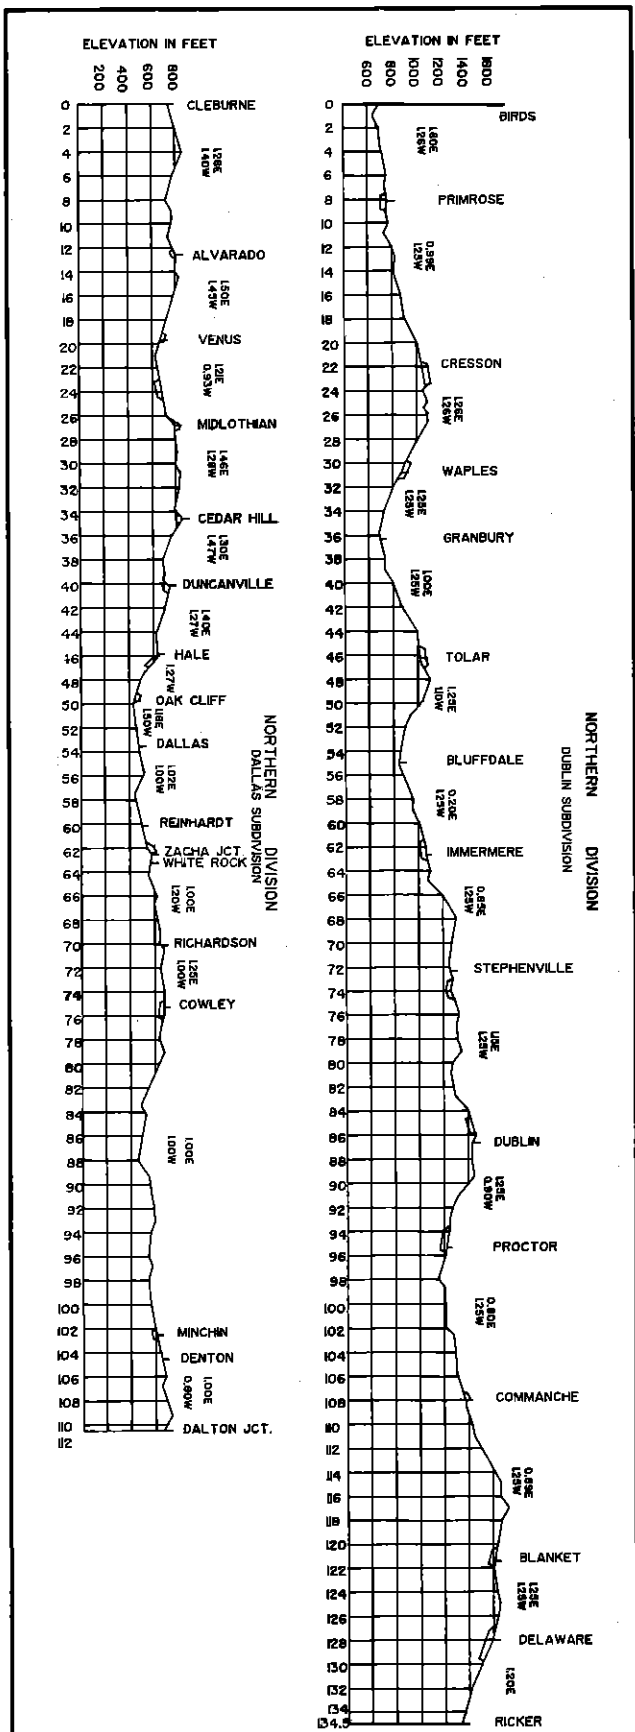 ELEVATION IN FEET
200
400
600
800
0
2
4
6
8
10
12
14
16
18
20
22
24
26
28
30
32
34
36
38
40
42
44
46
48
50
52
54
56
58
60
62
64
66
68
70
72
74
76
78
80
82
84
86
88
90
92
94
96
98
100
102
104
106
108
110
112
CLEBURNE
1.28E
1.40W
ALVARADO
1.50E
1.45W
VENUS
1.21E
0.93W
MIDLOTHIAN
1.46E
1.28W
CEDAR HILL
1.30E
1.47W
DUNCANVILLE
1.40E
1.27W
HALE
1.27W
OAK CLIFF
1.18E
1.50W
DALLAS
1.02E
1.00W
REINHARDT
ZACHA JCT.
WHITE ROCK
1.00E
1.20W
RICHARDSON
1.25E
1.00W
COWLEY
1.00E
1.00W
MINCHIN
DENTON
1.00E
0.80W
DALTON JCT.
NORTHERN DIVISION
DALLAS SUBDIVISION
ELEVATION IN FEET
600
800
1000
1200
1400
1600
0
2
4
6
8
10
12
14
16
18
20
22
24
26
28
30
32
34
36
38
40
42
44
46
48
50
52
54
56
58
60
62
64
66
68
70
72
74
76
78
80
82
84
86
88
90
92
94
96
98
100
102
104
106
108
110
112
114
116
118
120
122
124
126
128
130
132
134
134.5
BIRDS
1.60E
1.26W
PRIMROSE
0.99E
1.25W
CRESSON
1.26E
1.26W
WAPLES
1.25E
1.25W
GRANBURY
1.00E
1.25W
TOLAR
1.25E
1.10W
BLUFFDALE
0.20E
1.25W
IMMERMERE
0.85E
1.25W
STEPHENVILLE
1.15E
1.25W
DUBLIN
1.25E
0.90W
PROCTOR
0.80E
1.25W
COMMANCHE
0.89E
1.25W
BLANKET
1.25E
1.25W
DELAWARE
1.20E
RICKER
NORTHERN DIVISION
DUBLIN SUBDIVISION